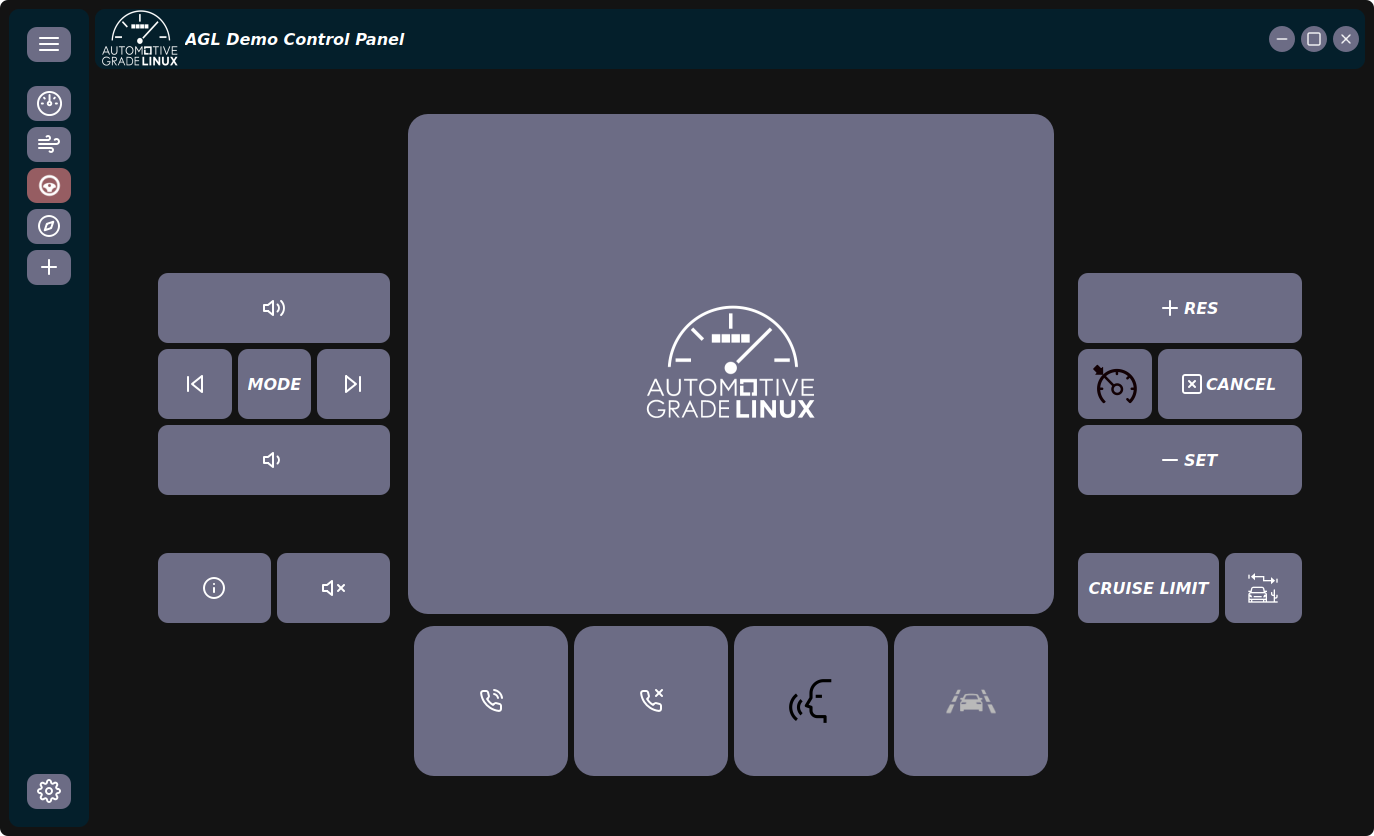 AUTOMOTIVE
GRADE LINUX
AGL Demo Control Panel
AUTOMOTIVE
GRADE LINUX
MODE
RES
CANCEL
SET
CRUISE LIMIT